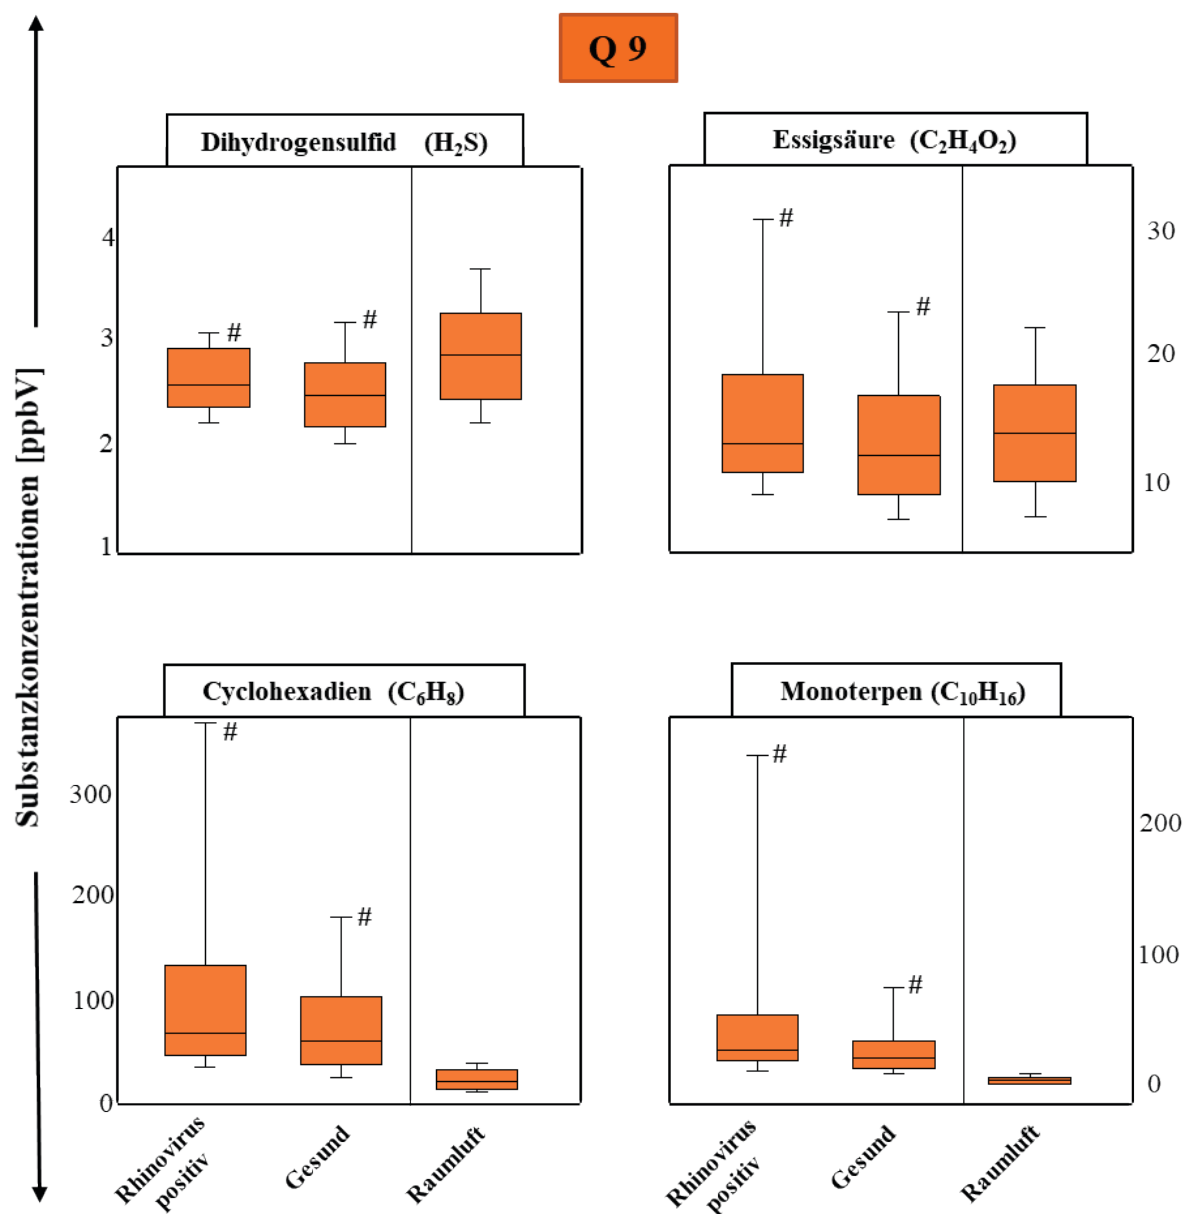 Q 9
Substanzkonzentrationen [ppbV]
Dihydrogensulfid (H₂S)
4
3
2
1
#
#
Essigsäure (C₂H₄O₂)
30
20
10
#
#
Cyclohexadien (C₆H₈)
300
200
100
0
#
#
Rhinovirus
positiv
Gesund
Raumluft
Monoterpen (C₁₀H₁₆)
200
100
0
#
#
Rhinovirus
positiv
Gesund
Raumluft